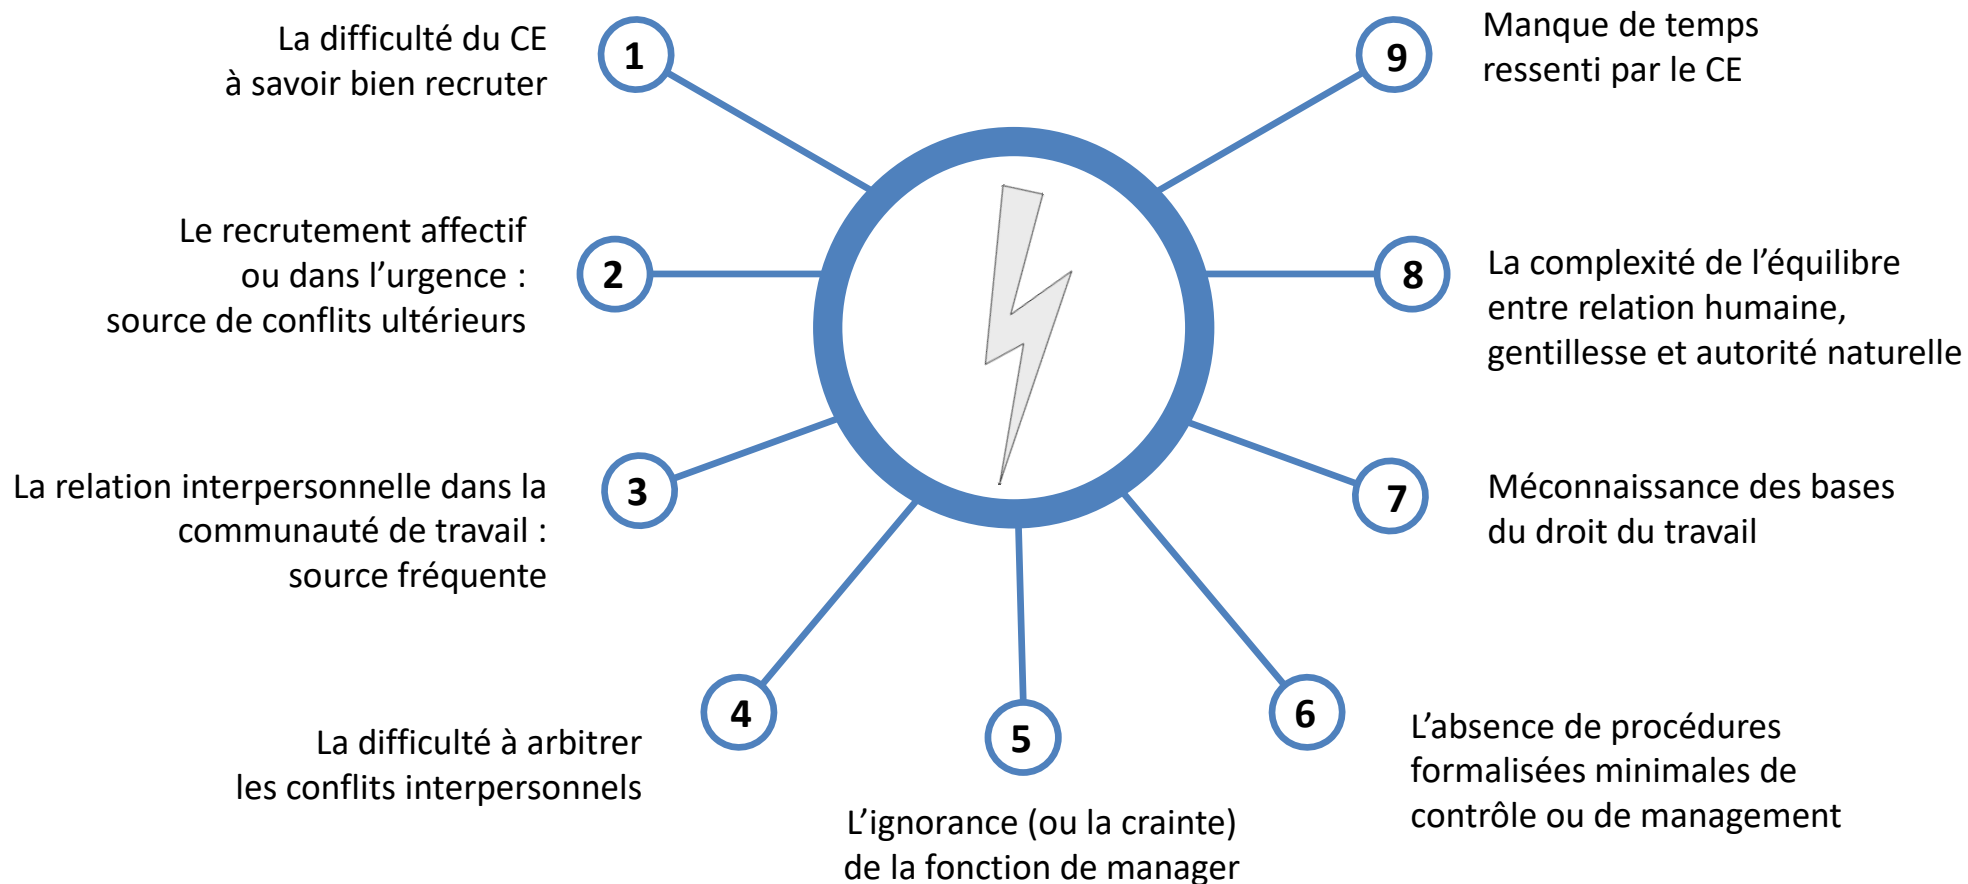 1
La difficulté du CE
à savoir bien recruter
2
Le recrutement affectif
ou dans l’urgence :
source de conflits ultérieurs
3
La relation interpersonnelle dans la
communauté de travail :
source fréquente
4
La difficulté à arbitrer
les conflits interpersonnels
5
L’ignorance (ou la crainte)
de la fonction de manager
6
L’absence de procédures
formalisées minimales de
contrôle ou de management
7
Méconnaissance des bases
du droit du travail
8
La complexité de l’équilibre
entre relation humaine,
gentillesse et autorité naturelle
9
Manque de temps
ressenti par le CE